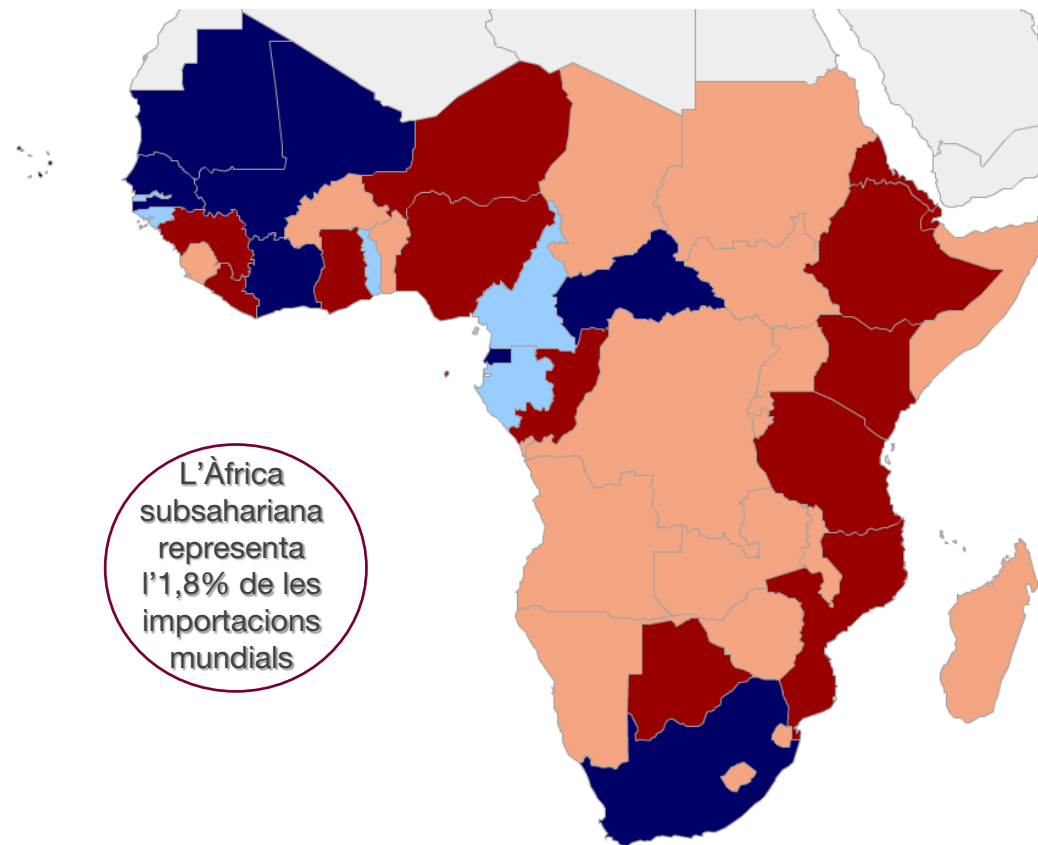 L’Àfrica
subsahariana
representa
l’1,8% de les
importacions
mundials